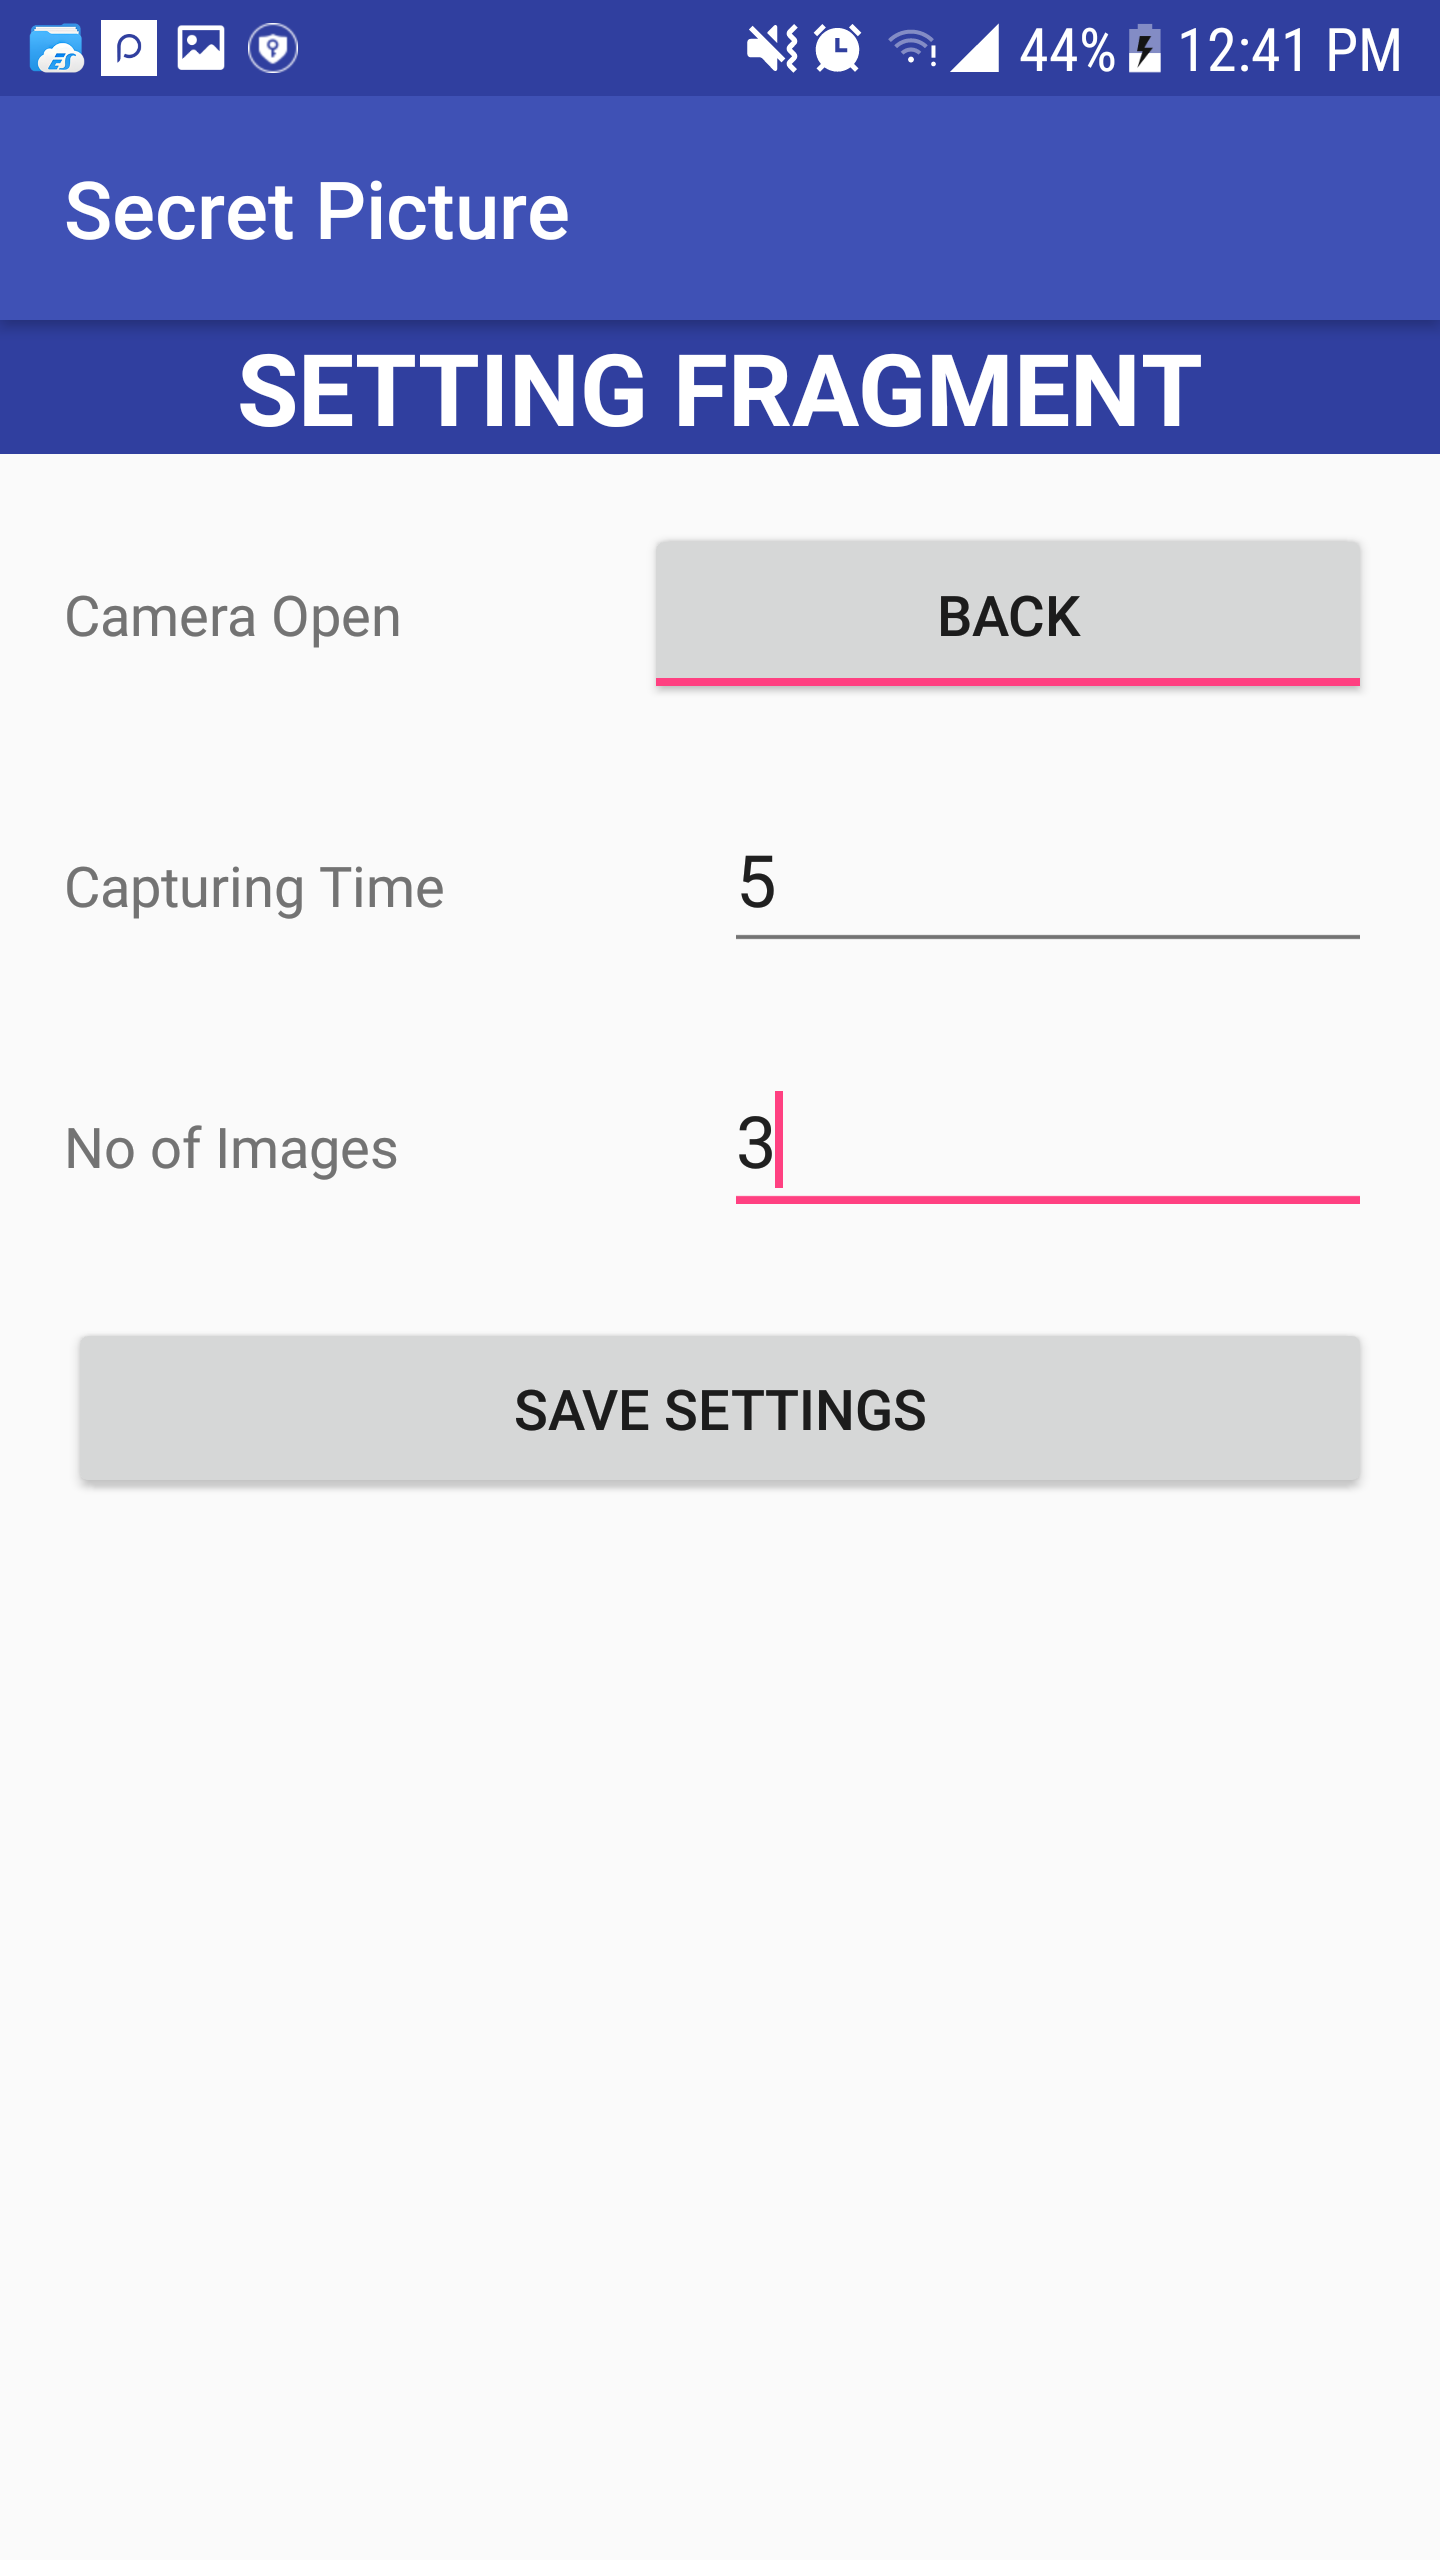 44% 12:41 PM
Secret Picture
SETTING FRAGMENT
Camera Open BACK
Capturing Time 5
No of Images 3
SAVE SETTINGS